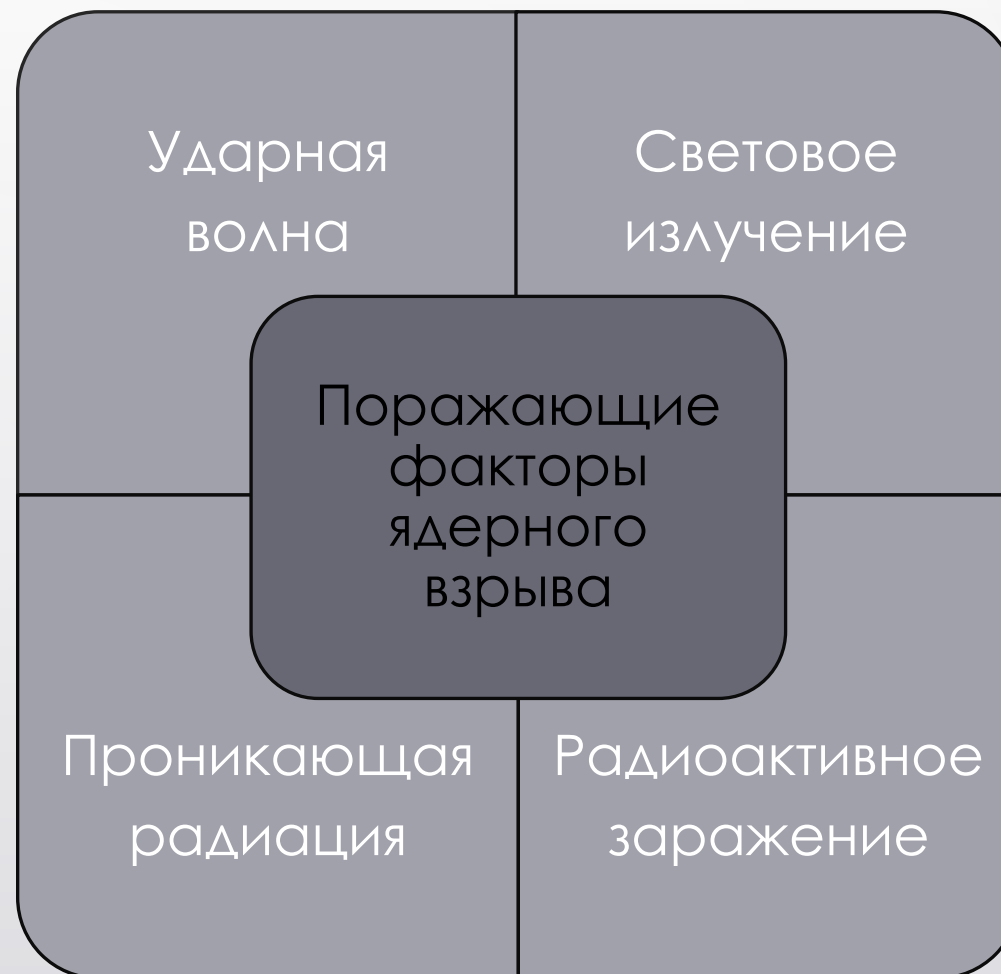 Ударная
волна
Световое
излучение
Поражающие
факторы
ядерного
взрыва
Проникающая
радиация
Радиоактивное
заражение